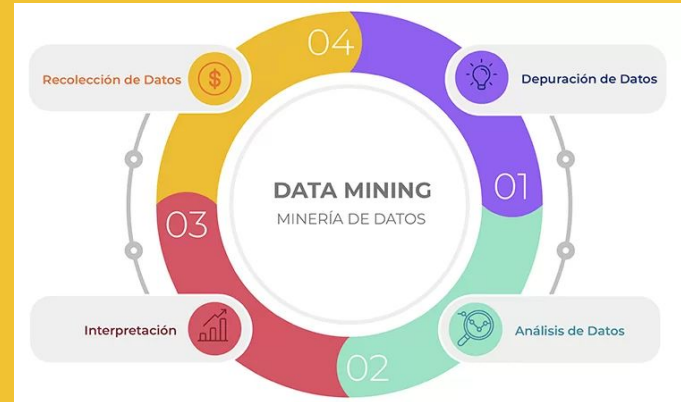 04
Recolección de Datos
$
Depuración de Datos
DATA MINING
MINERÍA DE DATOS
01
03
Interpretación
Análisis de Datos
02